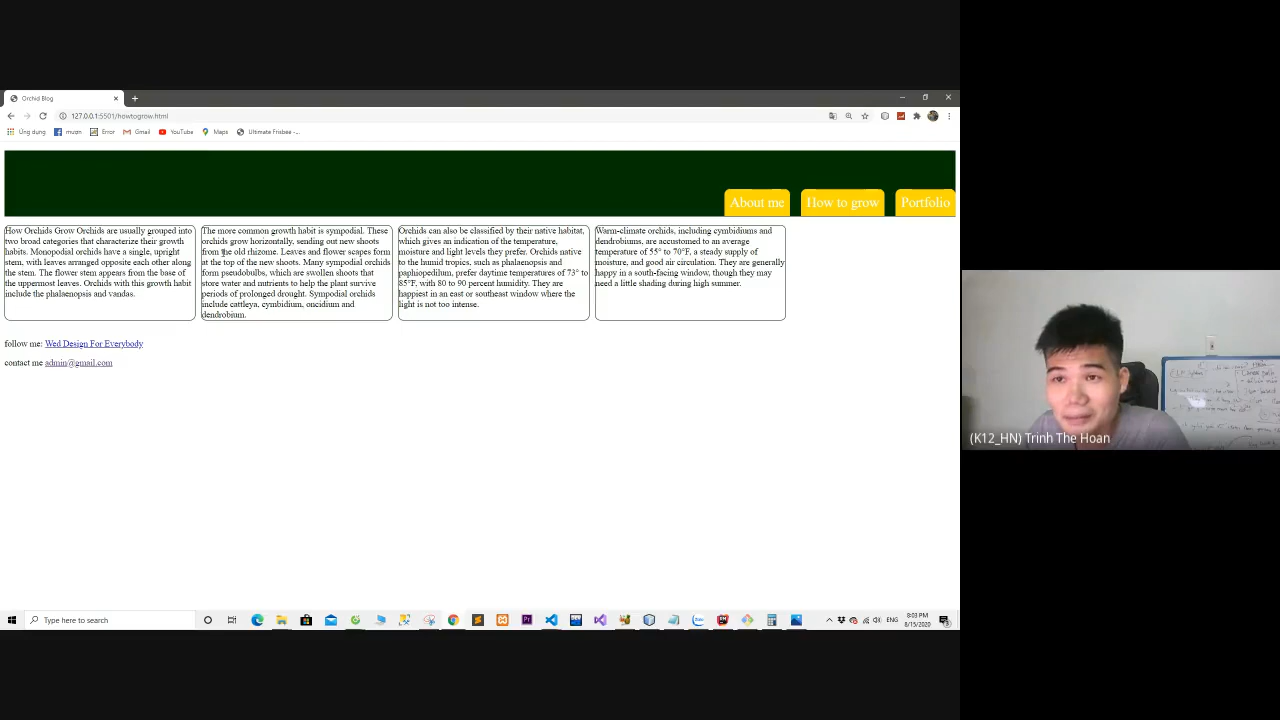 Orchid Blog
127.0.0.1:5501/howtogrow.html
Ứng dụng
mượn
Error
Gmail
YouTube
Maps
Ultimate Frisbee -...
About me
How to grow
Portfolio
How Orchids Grow Orchids are usually grouped into
two broad categories that characterize their growth
habits. Monopodial orchids have a single, upright
stem, with leaves arranged opposite each other along
the stem. The flower stem appears from the base of
the uppermost leaves. Orchids with this growth habit
include the phalaenopsis and vandas.
The more common growth habit is sympodial. These
orchids grow horizontally, sending out new shoots
from the old rhizome. Leaves and flower scapes form
at the top of the new shoots. Many sympodial orchids
form pseudobulbs, which are swollen shoots that
store water and nutrients to help the plant survive
periods of prolonged drought. Sympodial orchids
include cattleya, cymbidium, oncidium and
dendrobium.
Orchids can also be classified by their native habitat,
which gives an indication of the temperature,
moisture and light levels they prefer. Orchids native
to the humid tropics, such as phalaenopsis and
paphiopedilum, prefer daytime temperatures of 73° to
85°F, with 80 to 90 percent humidity. They are
happiest in an east or southeast window where the
light is not too intense.
Warm-climate orchids, including cymbidiums and
dendrobiums, are accustomed to an average
temperature of 55° to 70°F, a steady supply of
moisture, and good air circulation. They are generally
happy in a south-facing window, though they may
need a little shading during high summer.
follow me: Wed Design For Everybody
contact me admin@gmail.com
(K12_HN) Trinh The Hoan
Type here to search
ENG
8:03 PM
8/15/2020